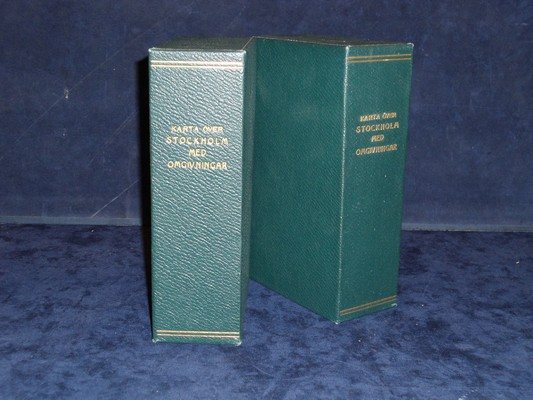 KARTA ÖVER
STOCKHOLM
MED
OMGIVNINGAR
KARTA ÖVER
STOCKHOLM
MED
OMGIVNINGAR